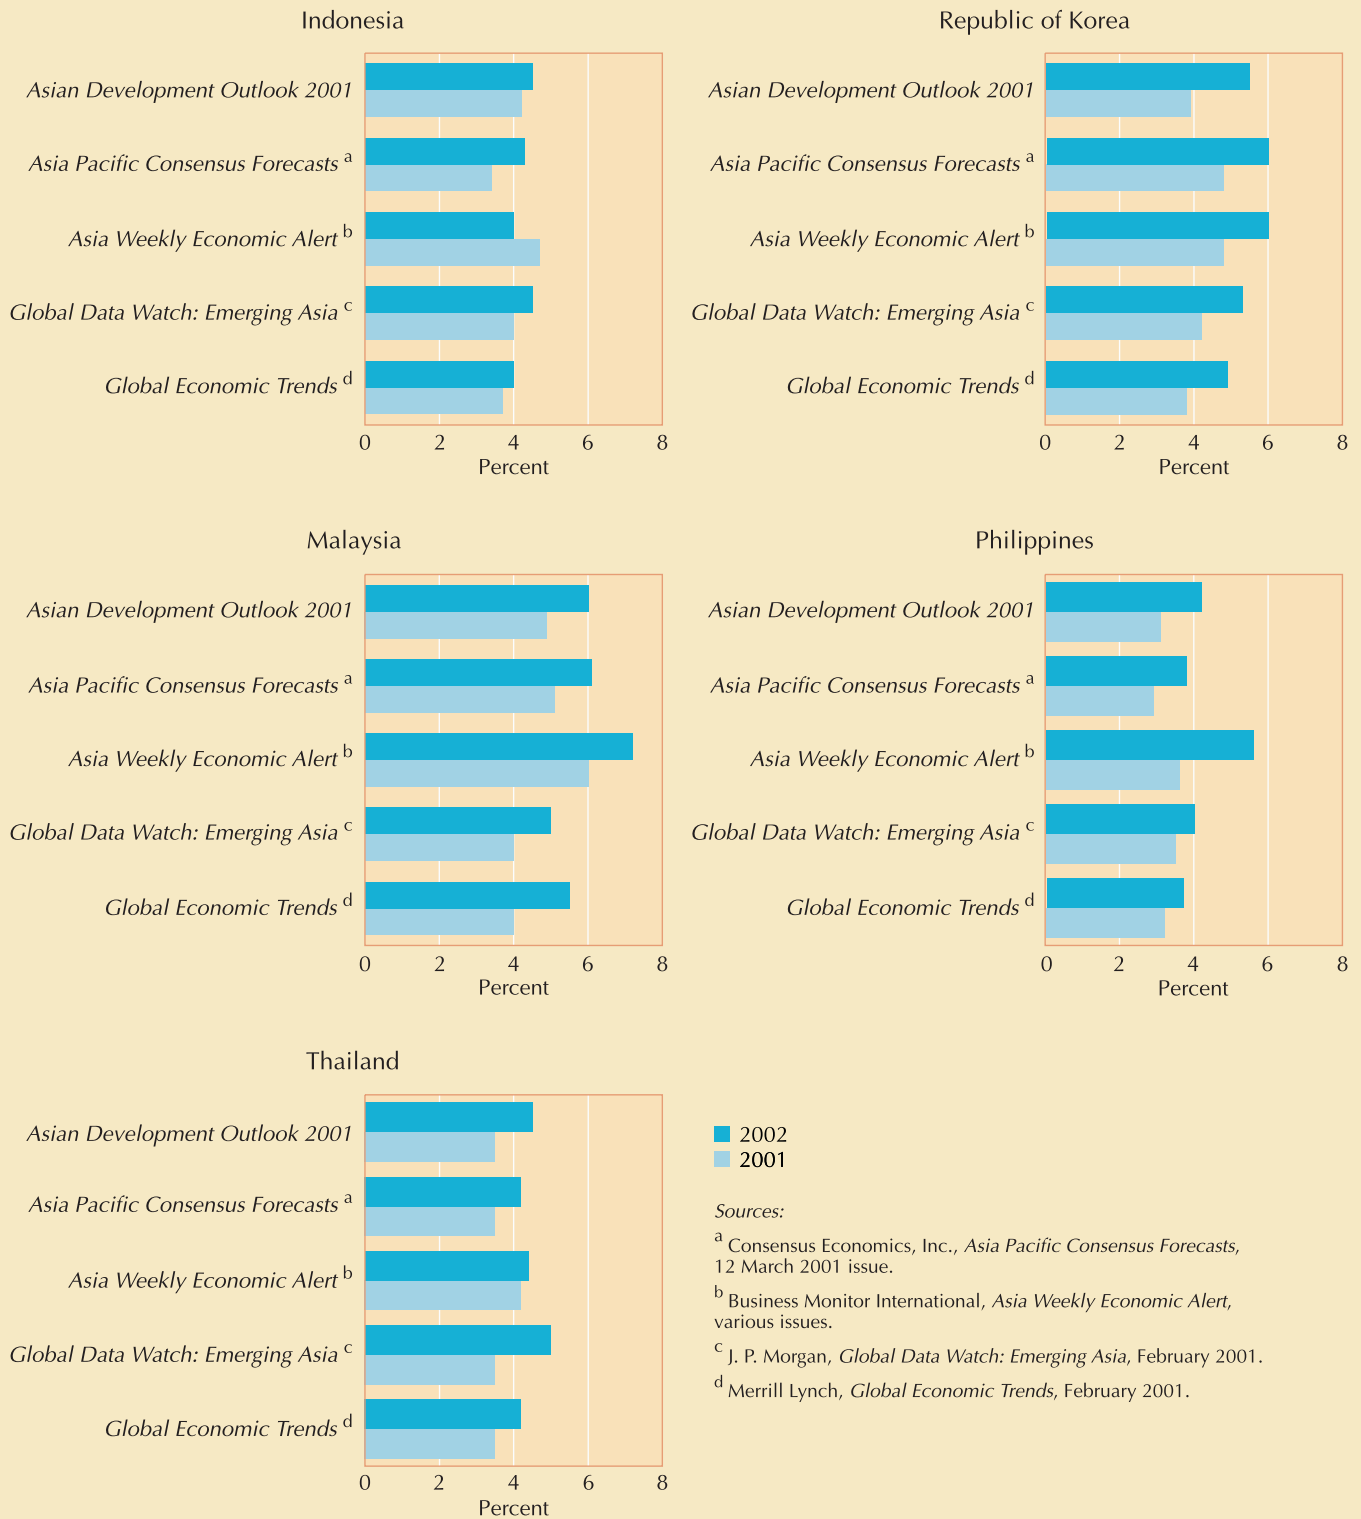 Indonesia
Asian Development Outlook 2001
Asia Pacific Consensus Forecasts a
Asia Weekly Economic Alert b
Global Data Watch: Emerging Asia c
Global Economic Trends d
0 2 4 6 8
Percent
Republic of Korea
Asian Development Outlook 2001
Asia Pacific Consensus Forecasts a
Asia Weekly Economic Alert b
Global Data Watch: Emerging Asia c
Global Economic Trends d
0 2 4 6 8
Percent
Malaysia
Asian Development Outlook 2001
Asia Pacific Consensus Forecasts a
Asia Weekly Economic Alert b
Global Data Watch: Emerging Asia c
Global Economic Trends d
0 2 4 6 8
Percent
Philippines
Asian Development Outlook 2001
Asia Pacific Consensus Forecasts a
Asia Weekly Economic Alert b
Global Data Watch: Emerging Asia c
Global Economic Trends d
0 2 4 6 8
Percent
Thailand
Asian Development Outlook 2001
Asia Pacific Consensus Forecasts a
Asia Weekly Economic Alert b
Global Data Watch: Emerging Asia c
Global Economic Trends d
0 2 4 6 8
Percent
2002
2001
Sources:
a Consensus Economics, Inc., Asia Pacific Consensus Forecasts,
12 March 2001 issue.
b Business Monitor International, Asia Weekly Economic Alert,
various issues.
c J. P. Morgan, Global Data Watch: Emerging Asia, February 2001.
d Merrill Lynch, Global Economic Trends, February 2001.